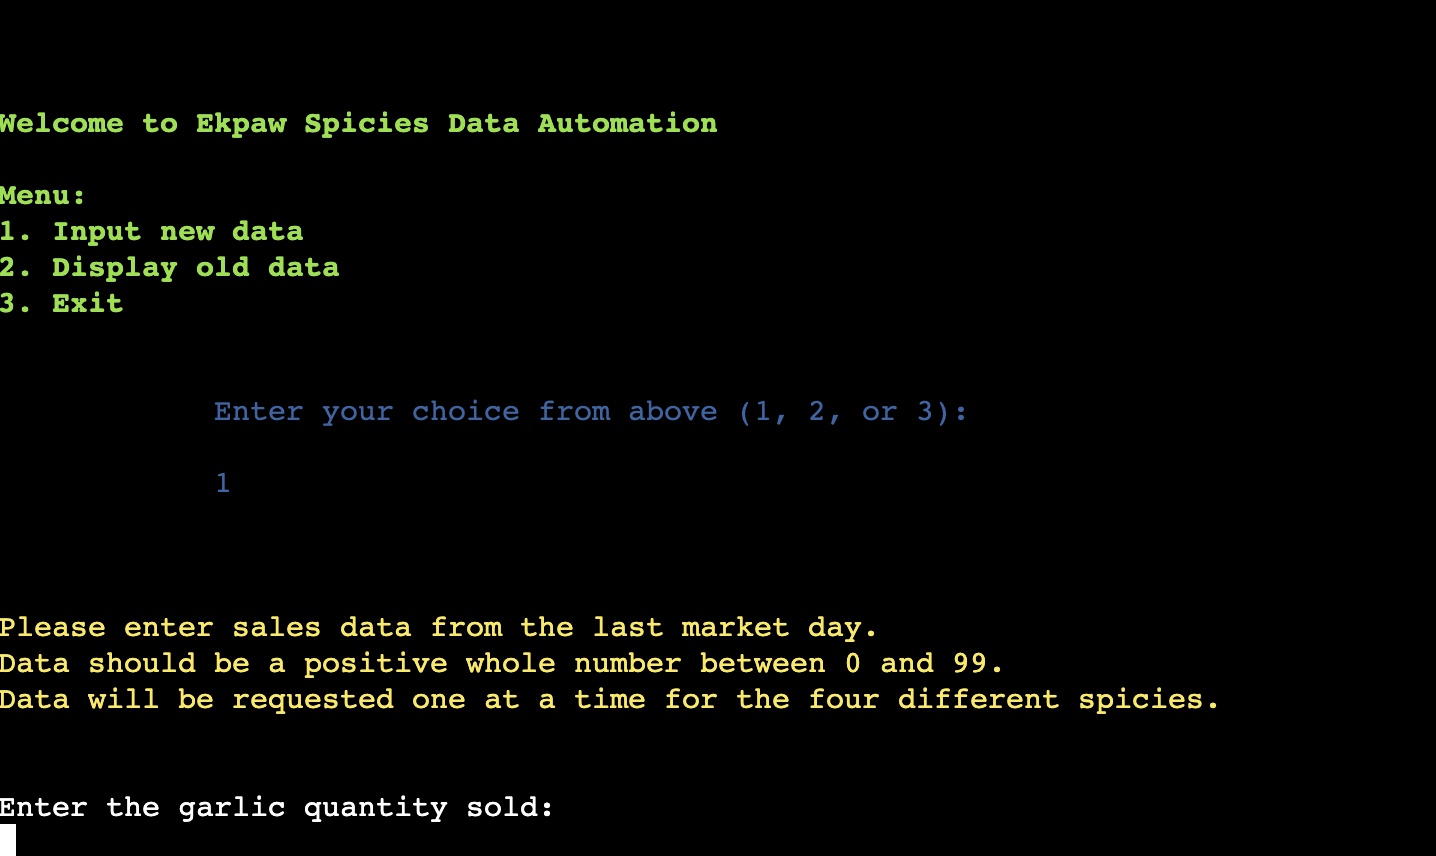 Welcome to Ekpaw Spicies Data Automation
Menu:
1. Input new data
2. Display old data
3. Exit
Enter your choice from above (1, 2, or 3):
1
Please enter sales data from the last market day.
Data should be a positive whole number between 0 and 99.
Data will be requested one at a time for the four different spicies.
Enter the garlic quantity sold: